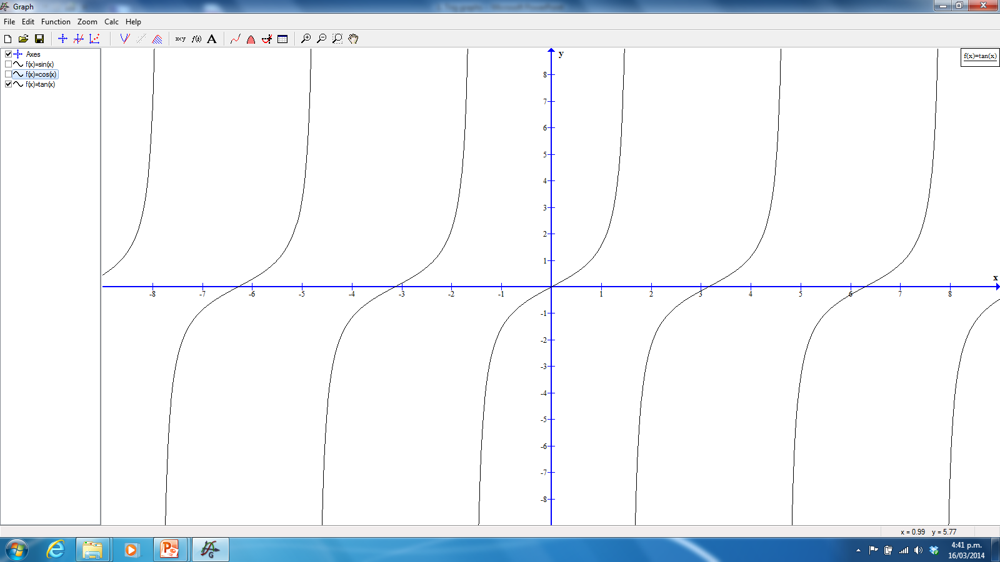 Graph
File Edit Function Zoom Calc Help
Axes
f(x)=sin(x)
f(x)=cos(x)
f(x)=tan(x)
f(x)=tan(x)
y
x
8
7
6
5
4
3
2
1
-8 -7 -6 -5 -4 -3 -2 -1 1 2 3 4 5 6 7 8
-1
-2
-3
-4
-5
-6
-7
-8
x = 0.99 y = 5.77
4:41 p.m.
16/03/2014